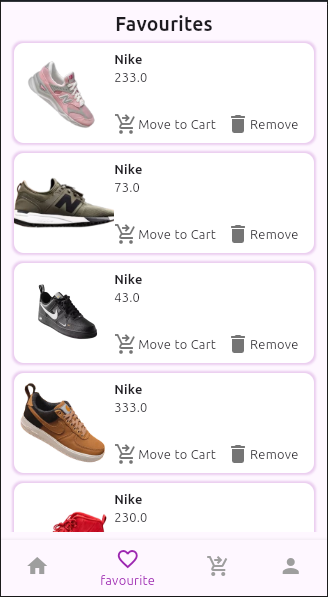 Favourites
Nike
233.0
Move to Cart Remove
Nike
73.0
Move to Cart Remove
Nike
43.0
Move to Cart Remove
Nike
333.0
Move to Cart Remove
Nike
230.0
favourite